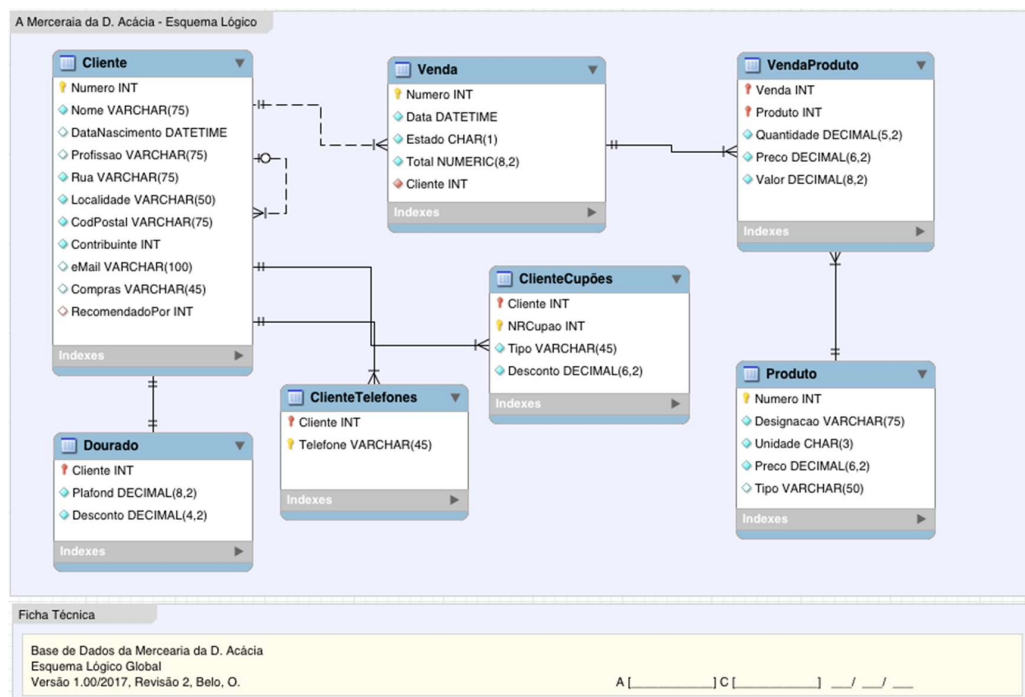 A Merceraia da D. Acácia - Esquema Lógico
Cliente
Numero INT
Nome VARCHAR(75)
DataNascimento DATETIME
Profissao VARCHAR(75)
Rua VARCHAR(75)
Localidade VARCHAR(50)
CodPostal VARCHAR(75)
Contribuinte INT
eMail VARCHAR(100)
Compras VARCHAR(45)
RecomendadoPor INT
Indexes
Venda
Numero INT
Data DATETIME
Estado CHAR(1)
Total NUMERIC(8,2)
Cliente INT
Indexes
VendaProduto
Venda INT
Produto INT
Quantidade DECIMAL(5,2)
Preco DECIMAL(6,2)
Valor DECIMAL(8,2)
Indexes
ClienteCupões
Cliente INT
NRCupao INT
Tipo VARCHAR(45)
Desconto DECIMAL(6,2)
Indexes
Dourado
Cliente INT
Plafond DECIMAL(8,2)
Desconto DECIMAL(4,2)
Indexes
ClienteTelefones
Cliente INT
Telefone VARCHAR(45)
Indexes
Produto
Numero INT
Designacao VARCHAR(75)
Unidade CHAR(3)
Preco DECIMAL(6,2)
Tipo VARCHAR(50)
Indexes
Ficha Técnica
Base de Dados da Mercearia da D. Acácia
Esquema Lógico Global
Versão 1.00/2017, Revisão 2, Belo, O.
A [____________] C [____________] ___/ ___/ ___